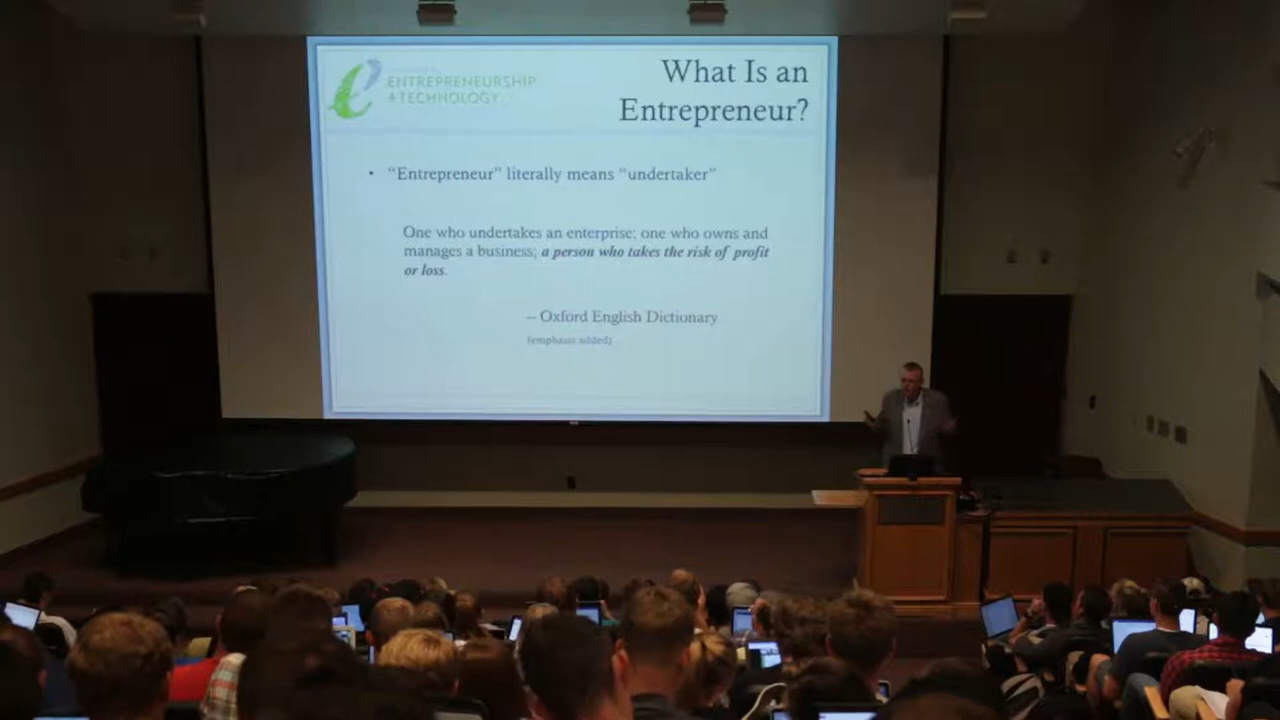 ENTREPRENEURSHIP
+TECHNOLOGY
What Is an
Entrepreneur?
• “Entrepreneur” literally means “undertaker”
One who undertakes an enterprise; one who owns and
manages a business; a person who takes the risk of profit
or loss.
-- Oxford English Dictionary
(emphasis added)